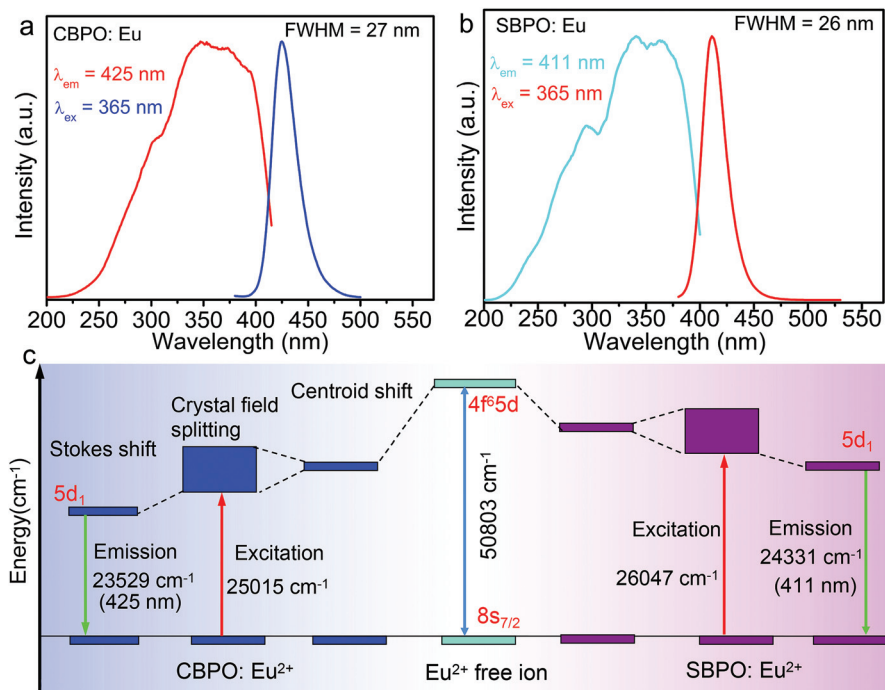 a
CBPO: Eu
FWHM = 27 nm
λem = 425 nm
λex = 365 nm
Intensity (a.u.)
200 250 300 350 400 450 500 550
Wavelength (nm)
b
SBPO: Eu
FWHM = 26 nm
λem = 411 nm
λex = 365 nm
Intensity (a.u.)
200 250 300 350 400 450 500 550
Wavelength (nm)
c
Energy(cm⁻¹)
Stokes shift
Crystal field
splitting
Centroid shift
4f⁶5d
5d₁
5d₁
Emission
23529 cm⁻¹
(425 nm)
Excitation
25015 cm⁻¹
50803 cm⁻¹
Excitation
26047 cm⁻¹
Emission
24331 cm⁻¹
(411 nm)
8s₇/₂
CBPO: Eu²⁺
Eu²⁺ free ion
SBPO: Eu²⁺